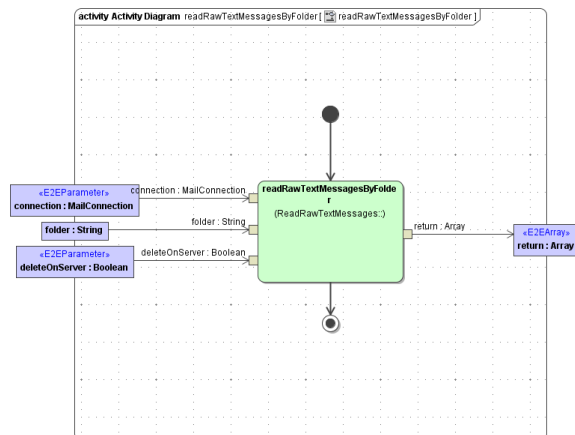 activity Activity Diagram readRawTextMessagesByFolder [ readRawTextMessagesByFolder ]
«E2EParameter»
connection : MailConnection
connection : MailConnection
folder : String
folder : String
«E2EParameter»
deleteOnServer : Boolean
deleteOnServer : Boolean
readRawTextMessagesByFolde
r
(ReadRawTextMessages::)
return : Array
«E2EArray»
return : Array